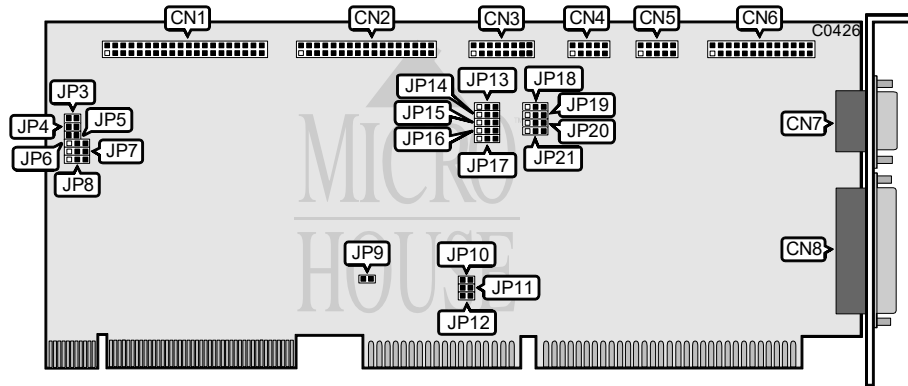 CN1 CN2 CN3 CN4 CN5 CN6
C0426
JP3
JP4 JP5
JP6 JP7
JP8
JP13 JP18
JP14
JP15 JP19
JP16 JP20
JP17 JP21
CN7
MICRO
HOUSE
CN8
JP9 JP10
JP11
JP12